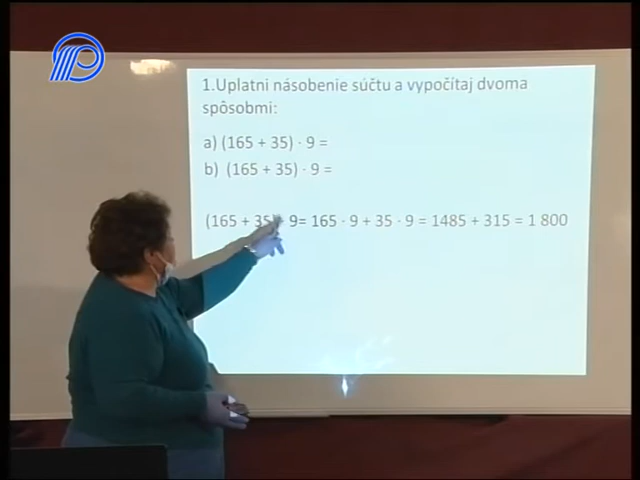 1.Uplatni násobenie súčtu a vypočítaj dvoma
spôsobmi:
a) (165 + 35) · 9 =
b) (165 + 35) · 9 =
(165 + 35) · 9= 165 · 9 + 35 · 9 = 1485 + 315 = 1 800